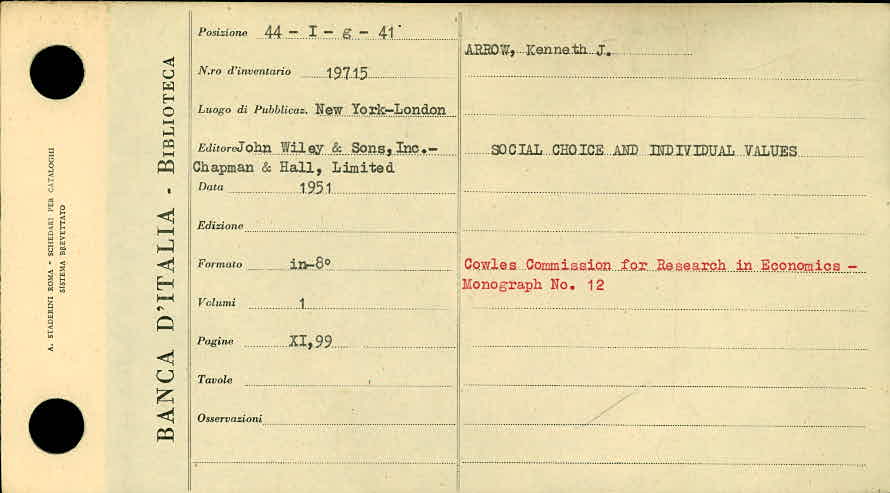 A. STADERINI ROMA - SCHEDARI PER CATALOGHI
SISTEMA BREVETTATO
BANCA D'ITALIA - BIBLIOTECA
Posizione 44 - I - g - 41
N.ro d'inventario 19715
Luogo di Pubblicaz. New York-London
Editore John Wiley & Sons, Inc.-
Chapman & Hall, Limited
Data 1951
Edizione
Formato in-8°
Volumi 1
Pagine XI,99
Tavole
Osservazioni
ARROW, Kenneth J.
SOCIAL CHOICE AND INDIVIDUAL VALUES
Cowles Commission for Research in Economics -
Monograph No. 12